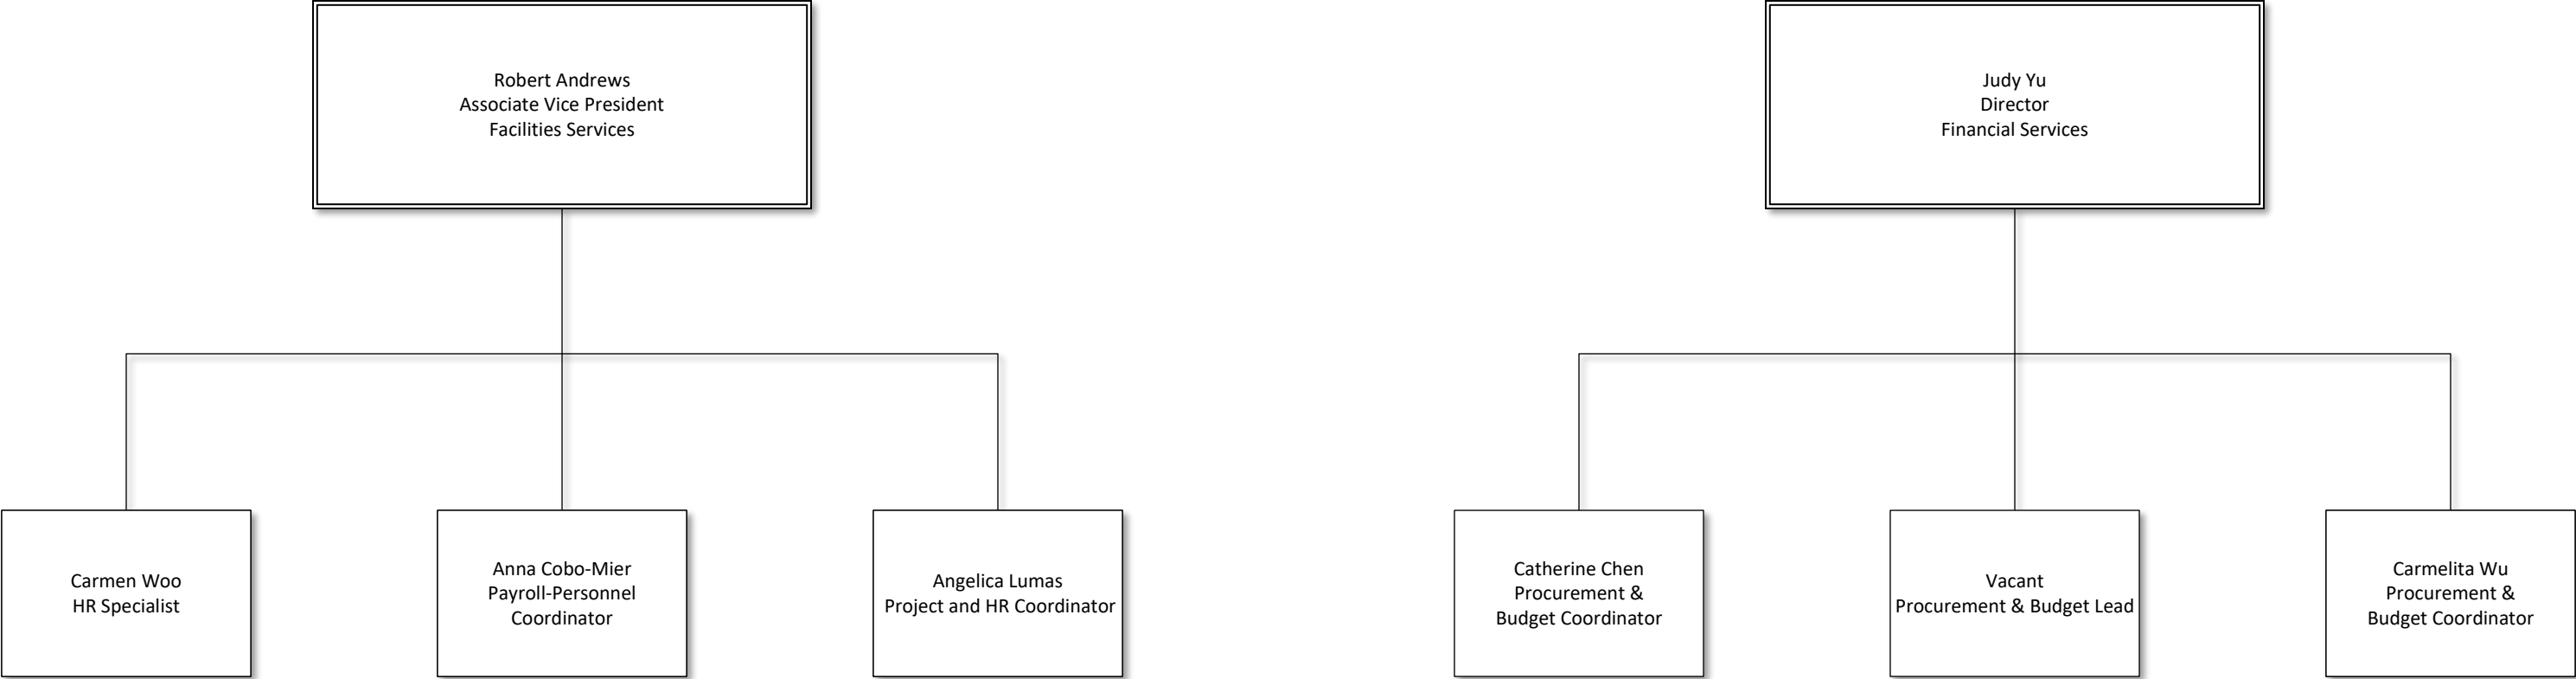 Robert Andrews
Associate Vice President
Facilities Services
Judy Yu
Director
Financial Services
Carmen Woo
HR Specialist
Anna Cobo-Mier
Payroll-Personnel
Coordinator
Angelica Lumas
Project and HR Coordinator
Catherine Chen
Procurement &
Budget Coordinator
Vacant
Procurement & Budget Lead
Carmelita Wu
Procurement &
Budget Coordinator